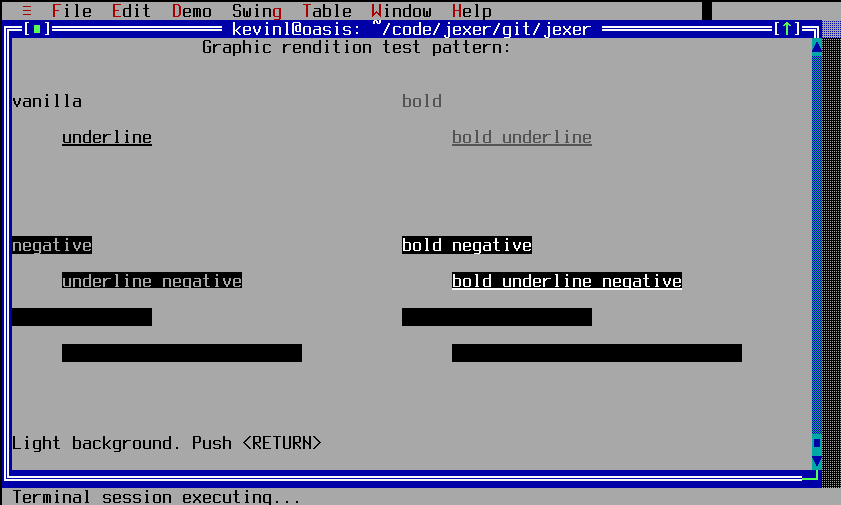 ≡ File Edit Demo Swing Table Window Help
kevinl@oasis: ~/code/jexer/git/jexer
Graphic rendition test pattern:
vanilla bold
underline bold underline
negative bold negative
underline negative bold underline negative
Light background. Push <RETURN>
Terminal session executing...